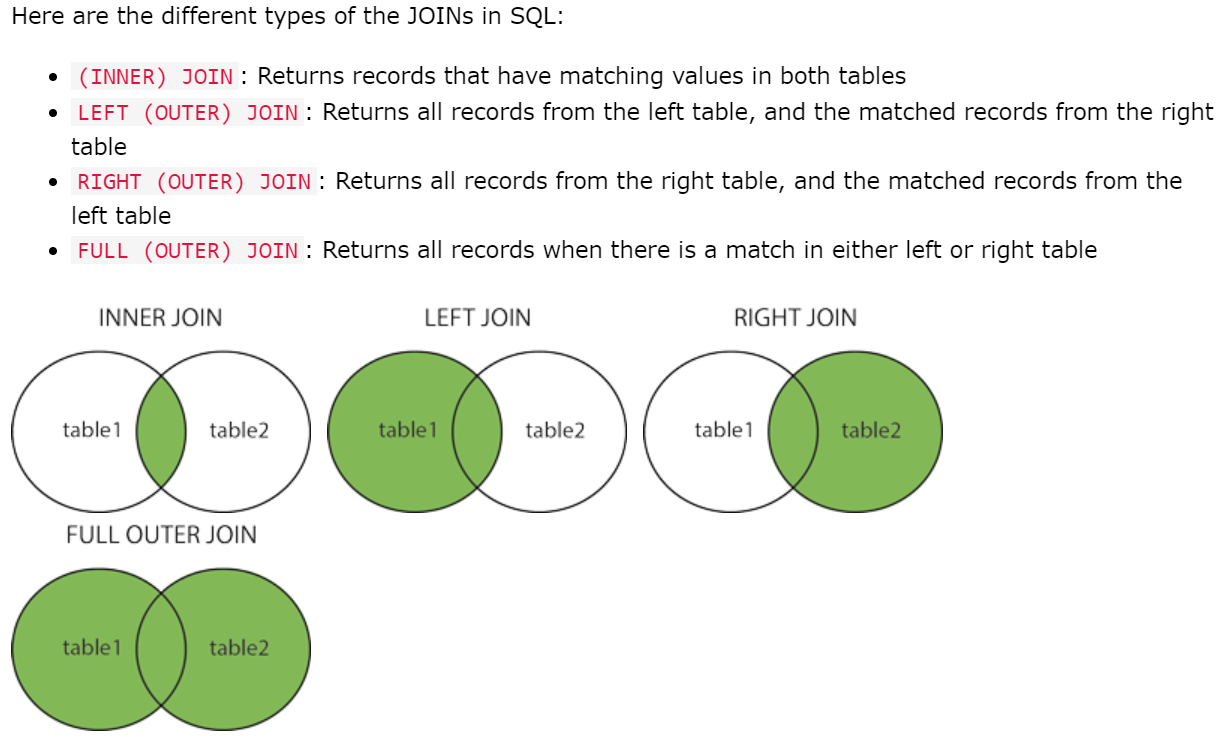 Here are the different types of the JOINs in SQL:
• (INNER) JOIN: Returns records that have matching values in both tables
• LEFT (OUTER) JOIN: Returns all records from the left table, and the matched records from the right
table
• RIGHT (OUTER) JOIN: Returns all records from the right table, and the matched records from the
left table
• FULL (OUTER) JOIN: Returns all records when there is a match in either left or right table
INNER JOIN LEFT JOIN RIGHT JOIN
table1 table2 table1 table2 table1 table2
FULL OUTER JOIN
table1 table2